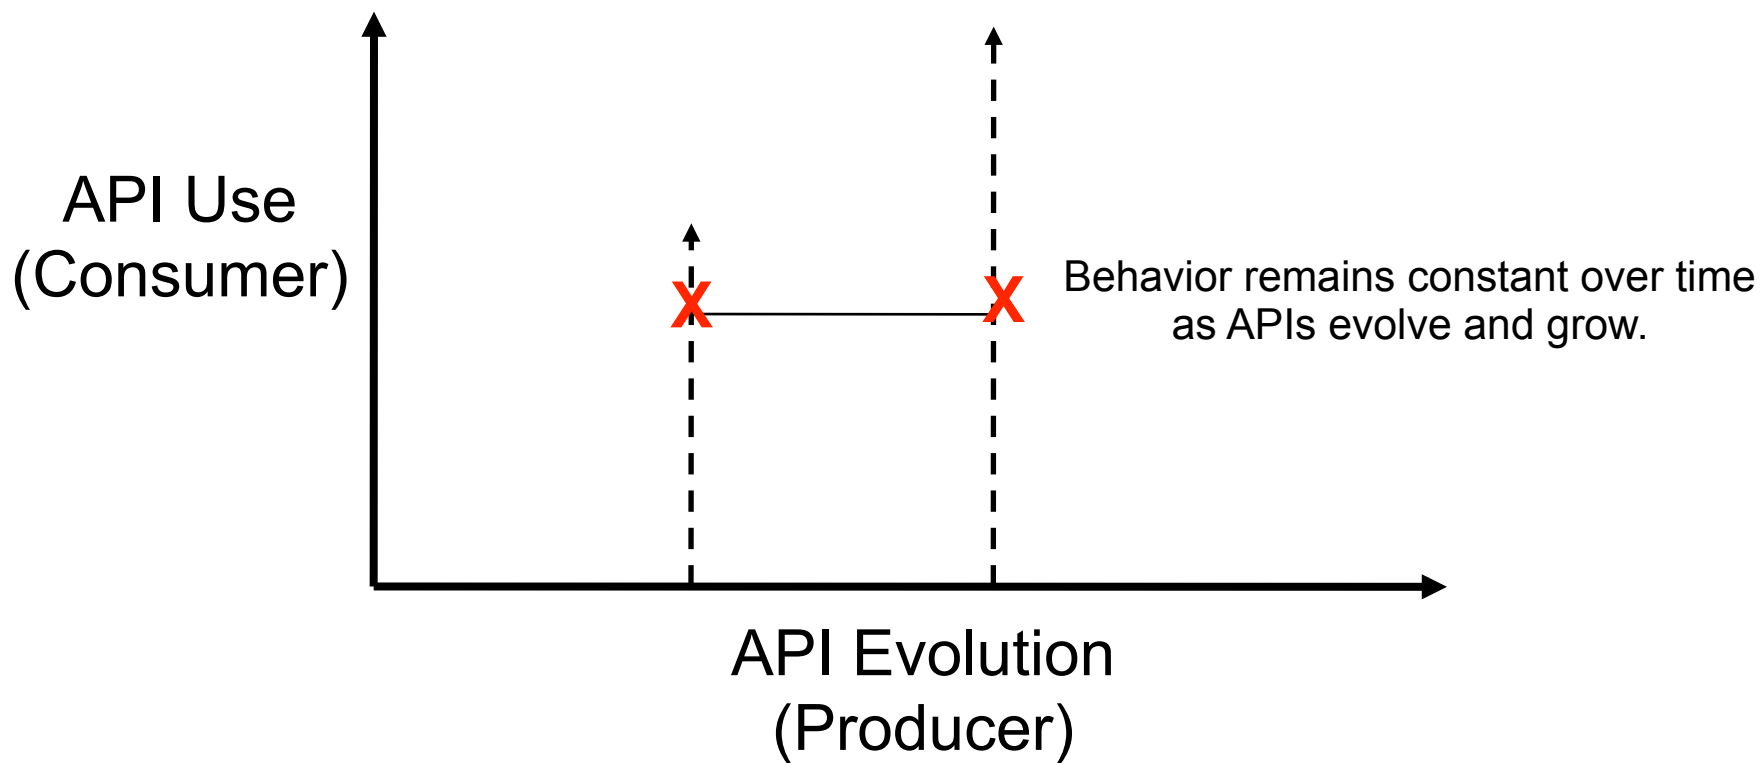 API Use
(Consumer)
X
X
Behavior remains constant over time
as APIs evolve and grow.
API Evolution
(Producer)